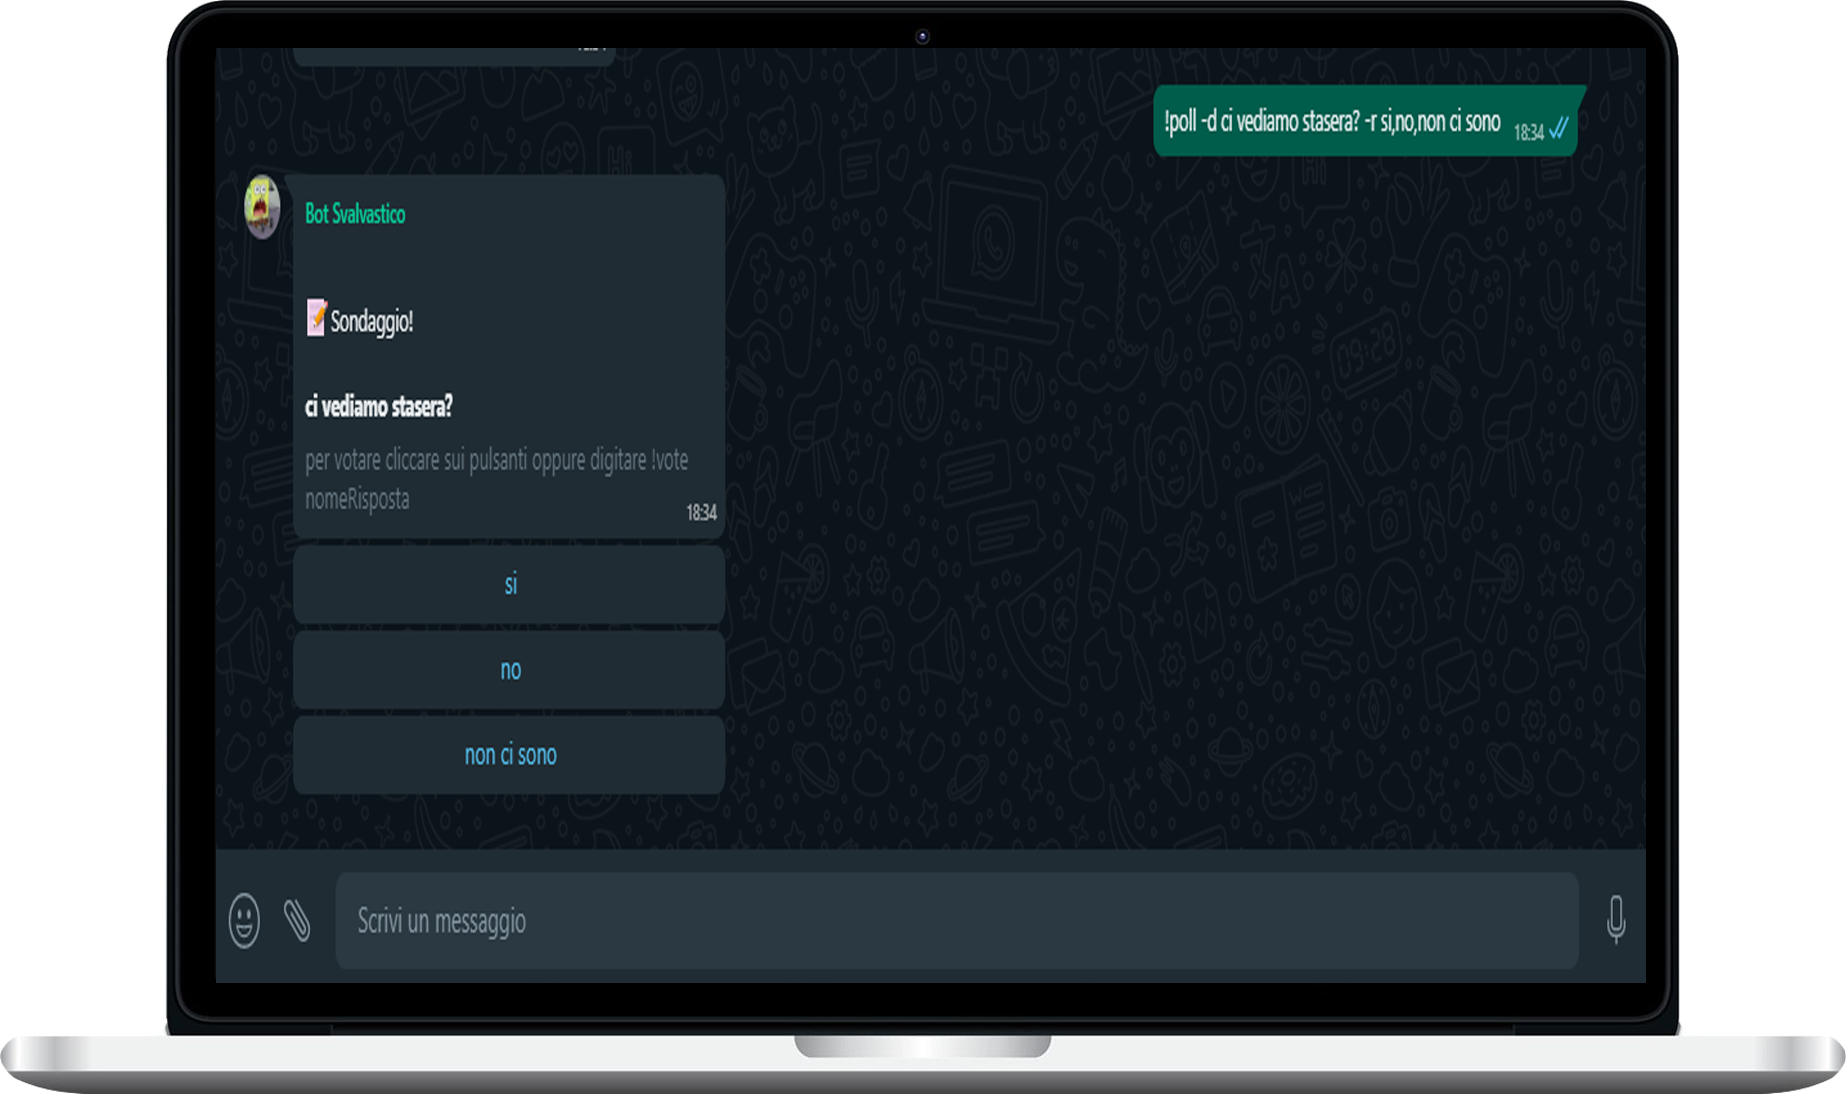 !poll -d ci vediamo stasera? -r si,no,non ci sono 18:34
Bot Svalvastico
Sondaggio!
ci vediamo stasera?
per votare cliccare sui pulsanti oppure digitare !vote
nomeRisposta
18:34
si
no
non ci sono
Scrivi un messaggio